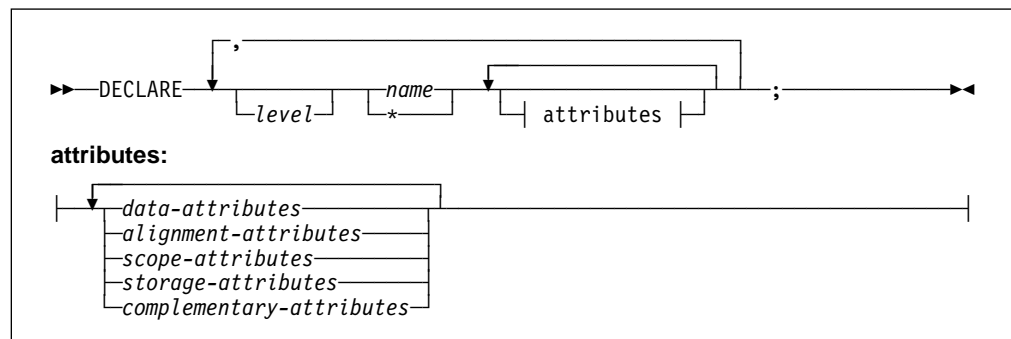 ,
DECLARE level name attributes ;
*
attributes:
data-attributes
alignment-attributes
scope-attributes
storage-attributes
complementary-attributes